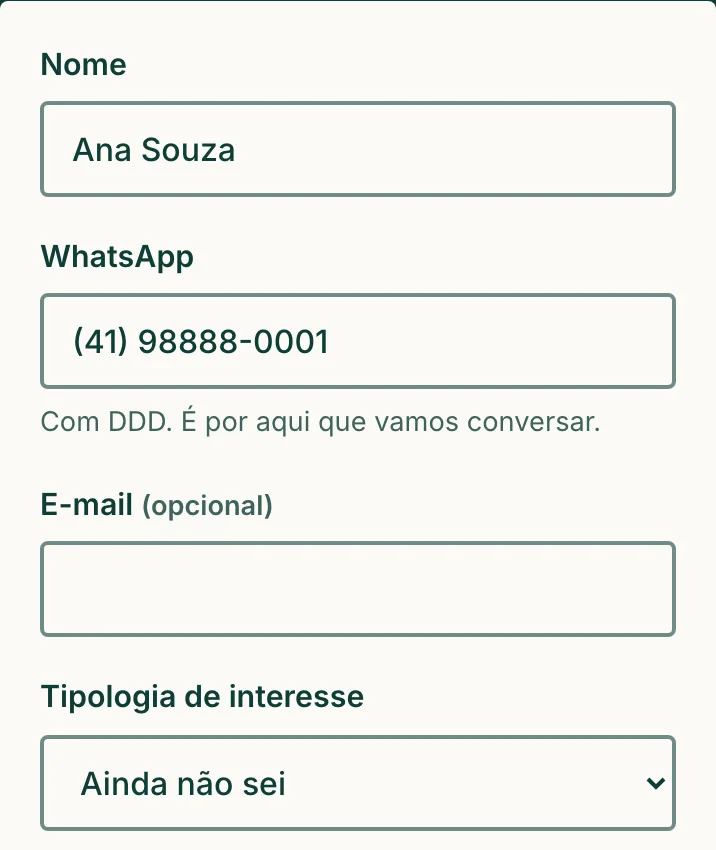 Nome
Ana Souza
WhatsApp
(41) 98888-0001
Com DDD. É por aqui que vamos conversar.
E-mail (opcional)
Tipologia de interesse
Ainda não sei